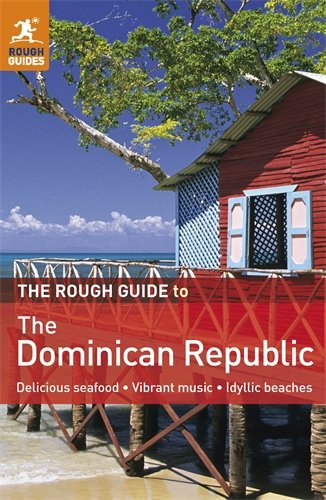 ROUGH
GUIDES
THE ROUGH GUIDE to
The
Dominican Republic
Delicious seafood • Vibrant music • Idyllic beaches